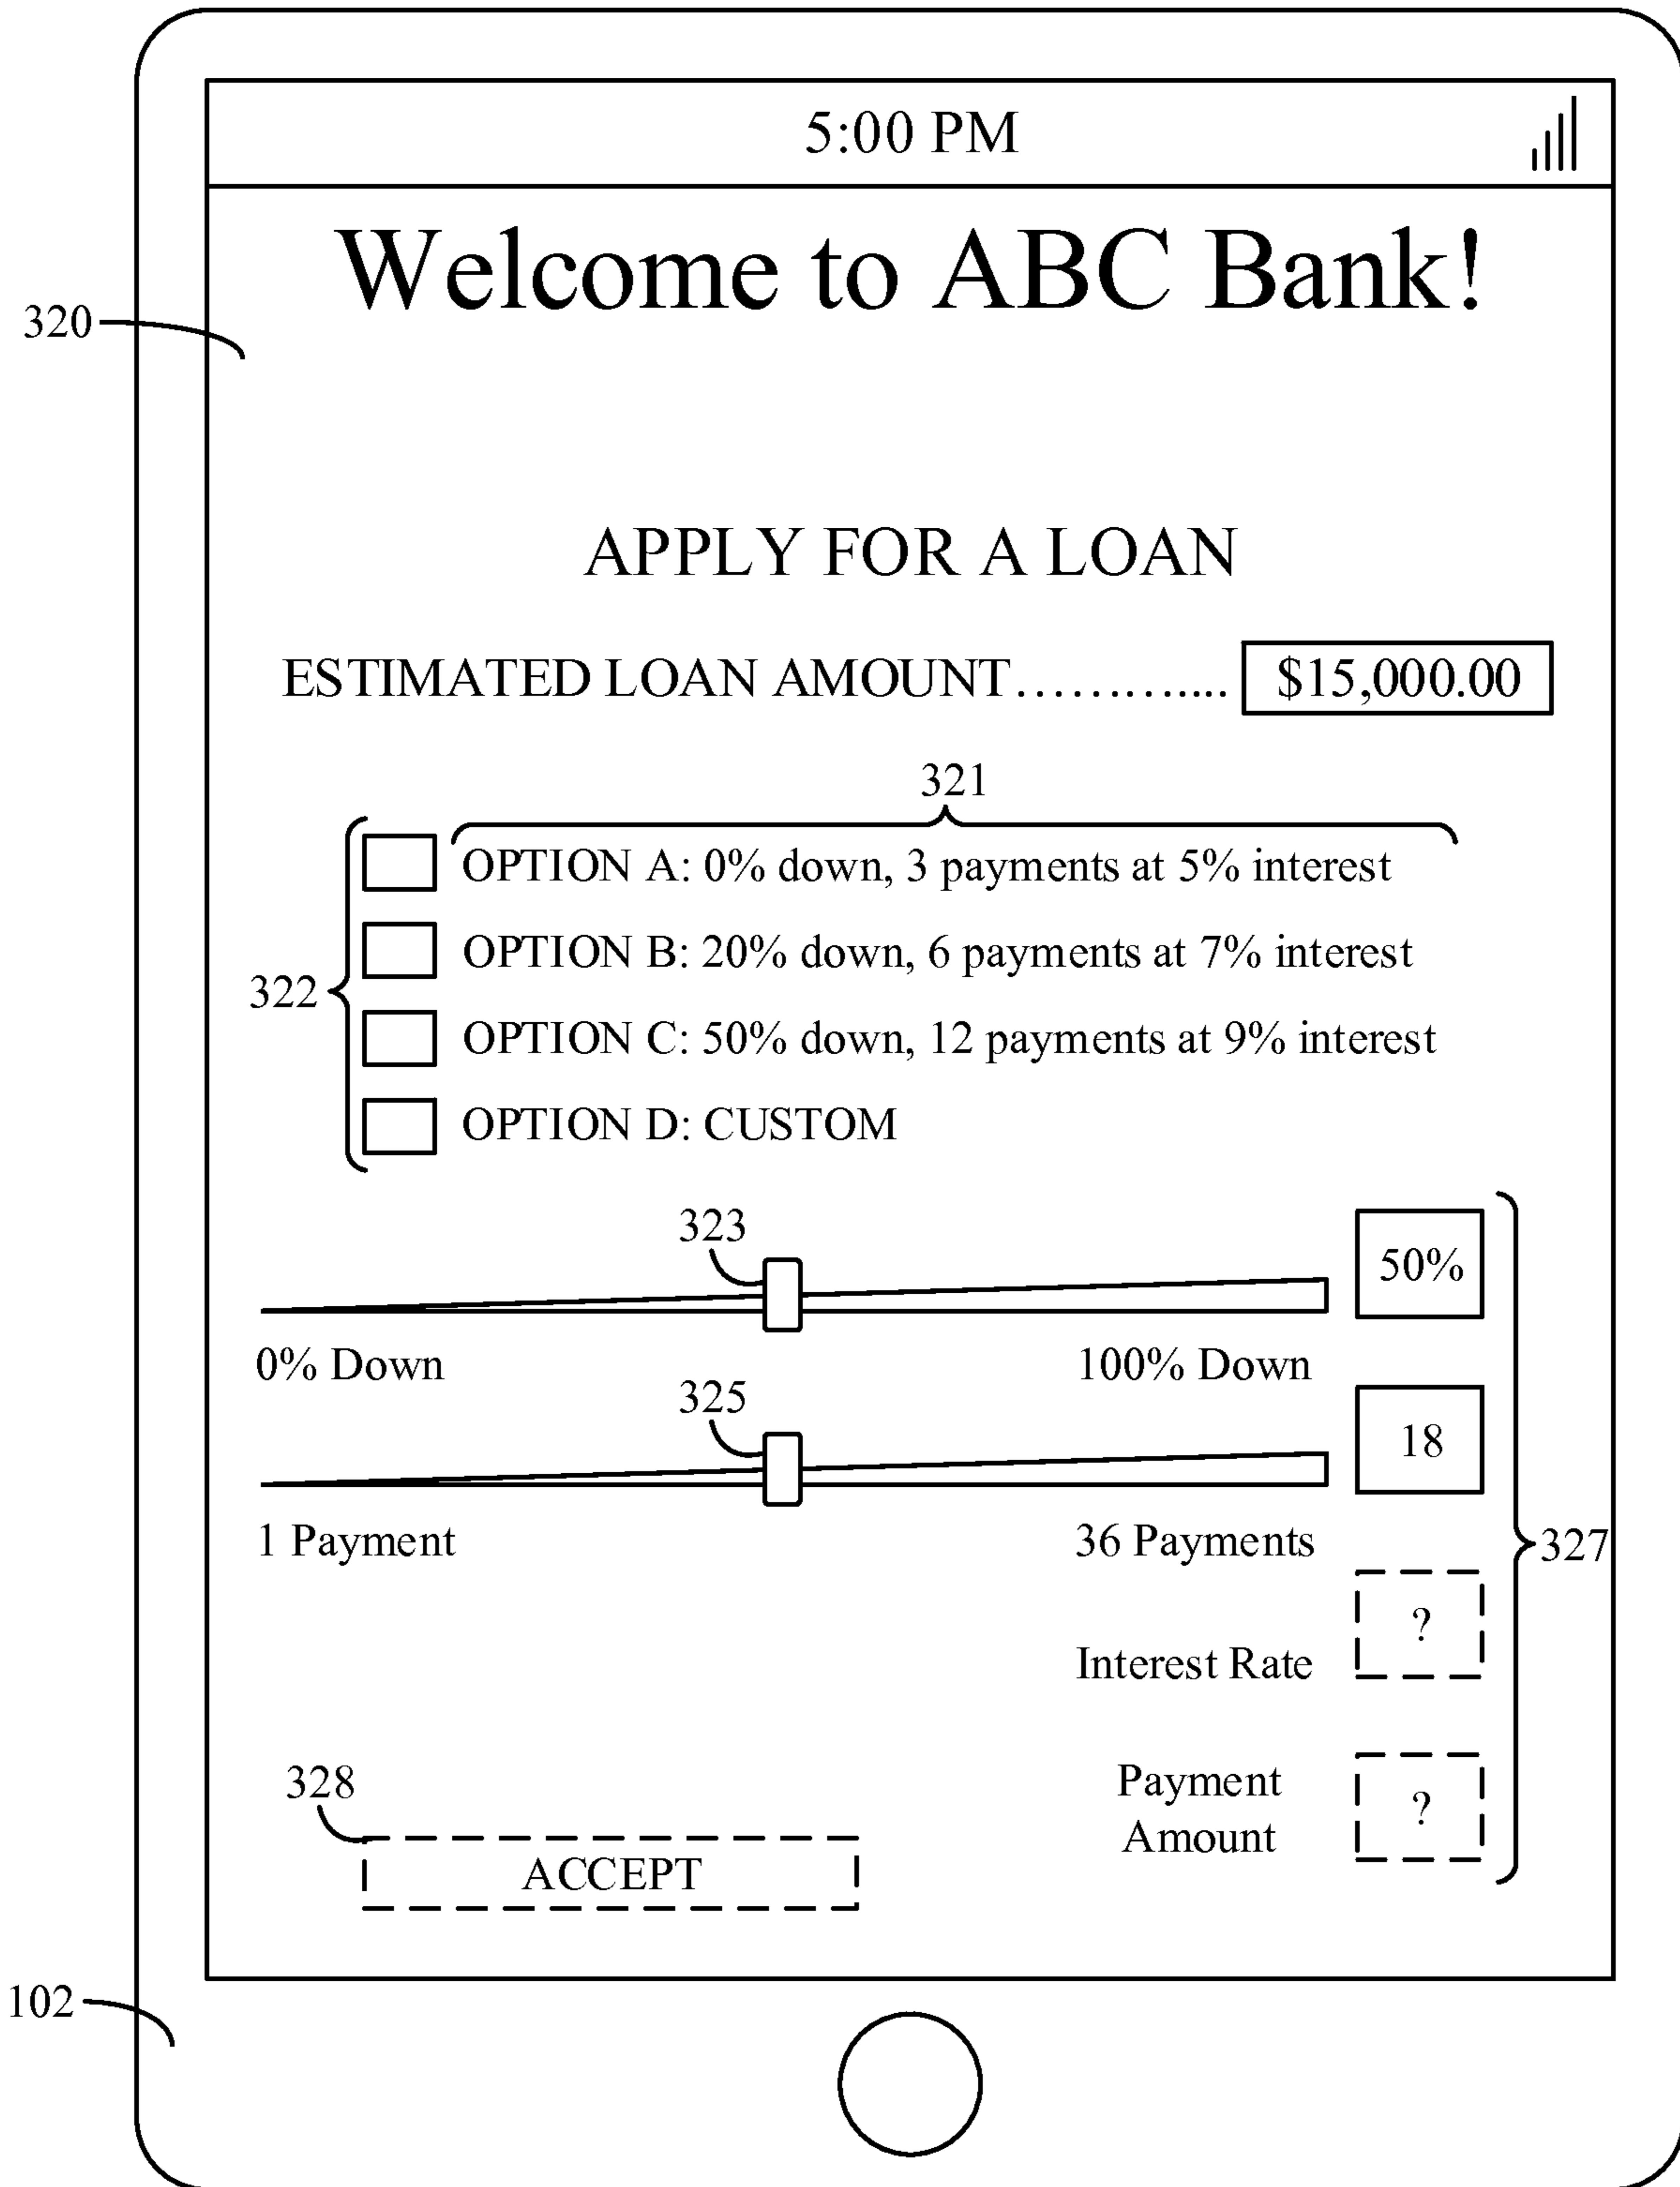 5:00 PM
Welcome to ABC Bank!
320
APPLY FOR A LOAN
ESTIMATED LOAN AMOUNT............. $15,000.00
321
OPTION A: 0% down, 3 payments at 5% interest
OPTION B: 20% down, 6 payments at 7% interest
322
OPTION C: 50% down, 12 payments at 9% interest
OPTION D: CUSTOM
323
50%
0% Down 100% Down
325
18
1 Payment 36 Payments
327
?
Interest Rate
328
Payment
Amount
?
ACCEPT
102